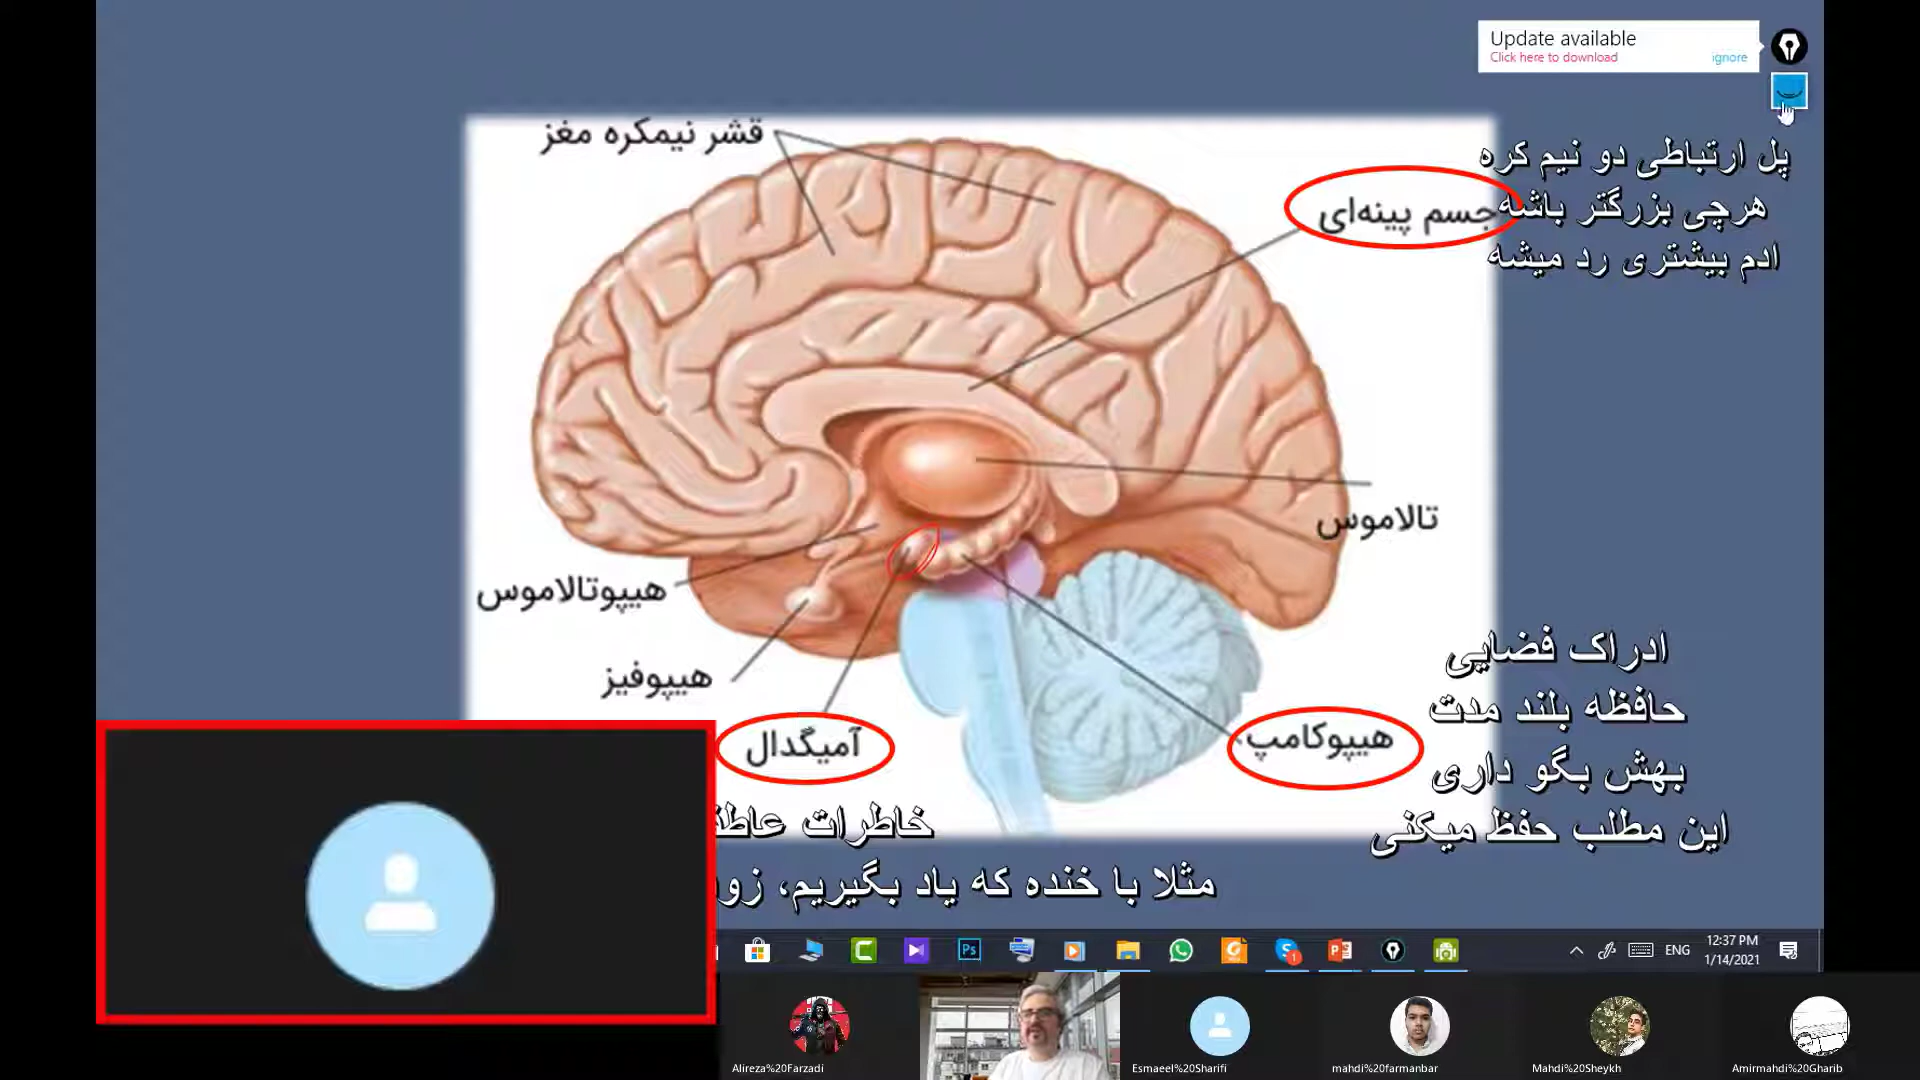 Update available
Click here to download
ignore
قشر نیمکره مغز
پل ارتباطی دو نیم کره
جسم پینه‌ای
هرچی بزرگتر باشه
ادم بیشتری رد میشه
تالاموس
هیپوتالاموس
هیپوفیز
آمیگدال
هیپوکامپ
ادراک فضایی
حافظه بلند مدت
بهش بگو داری
این مطلب حفظ میکنی
خاطرات
مثلا با خنده که یاد بگیریم،
ENG
12:37 PM
1/14/2021
Alireza%20Farzadi
Esmaeel%20Sharifi
mahdi%20farmanbar
Mahdi%20Sheykh
Amirmahdi%20Gharib